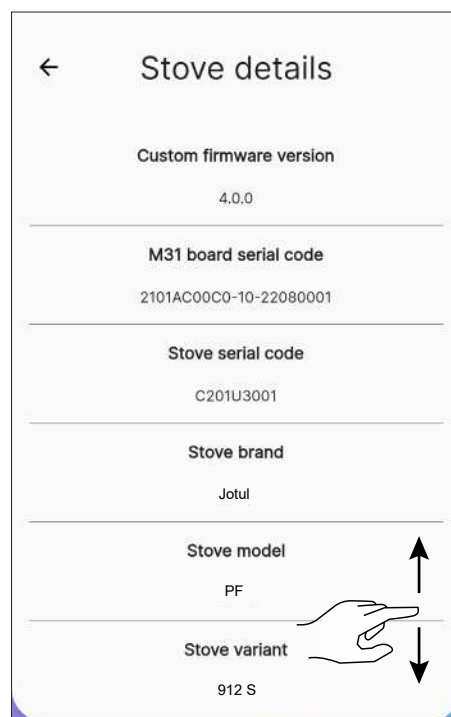 Stove details
Custom firmware version
4.0.0
M31 board serial code
2101AC00C0-10-22080001
Stove serial code
C201U3001
Stove brand
Jotul
Stove model
PF
Stove variant
912 S